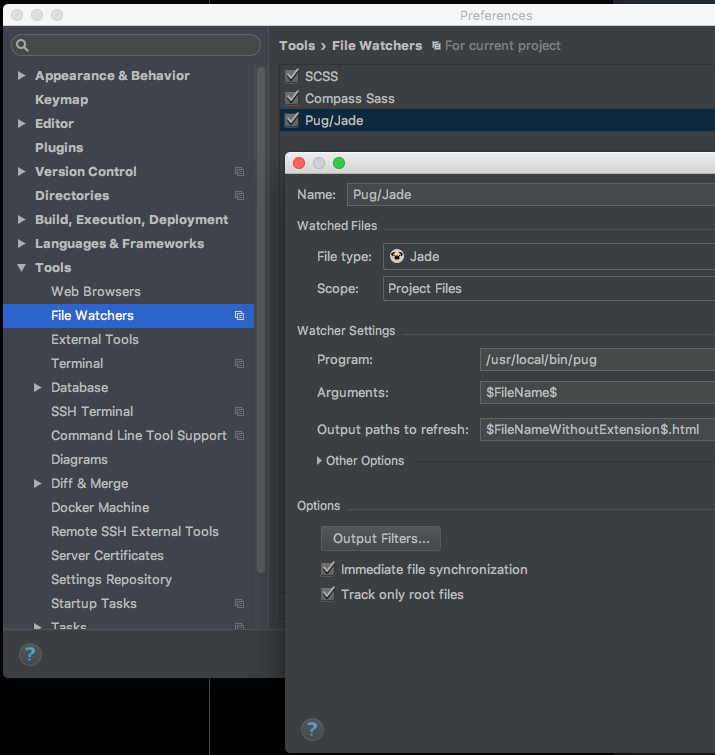 Preferences
Tools › File Watchers For current project
Appearance & Behavior
Keymap
Editor
Plugins
Version Control
Directories
Build, Execution, Deployment
Languages & Frameworks
Tools
Web Browsers
File Watchers
External Tools
Terminal
Database
SSH Terminal
Command Line Tool Support
Diagrams
Diff & Merge
Docker Machine
Remote SSH External Tools
Server Certificates
Settings Repository
Startup Tasks
Tasks
?
SCSS
Compass Sass
Pug/Jade
Name: Pug/Jade
Watched Files
File type: Jade
Scope: Project Files
Watcher Settings
Program: /usr/local/bin/pug
Arguments: $FileName$
Output paths to refresh: $FileNameWithoutExtension$.html
Other Options
Options
Output Filters...
Immediate file synchronization
Track only root files
?